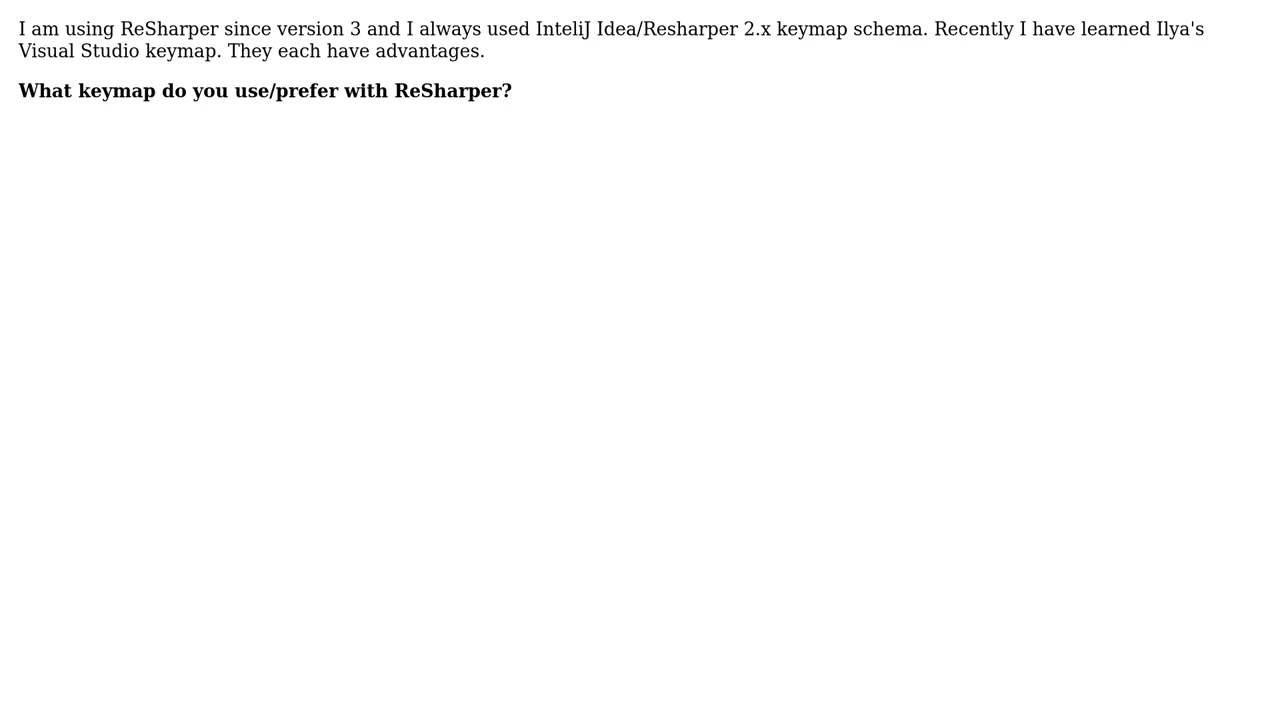 I am using ReSharper since version 3 and I always used InteliJ Idea/Resharper 2.x keymap schema. Recently I have learned Ilya's
Visual Studio keymap. They each have advantages.
What keymap do you use/prefer with ReSharper?